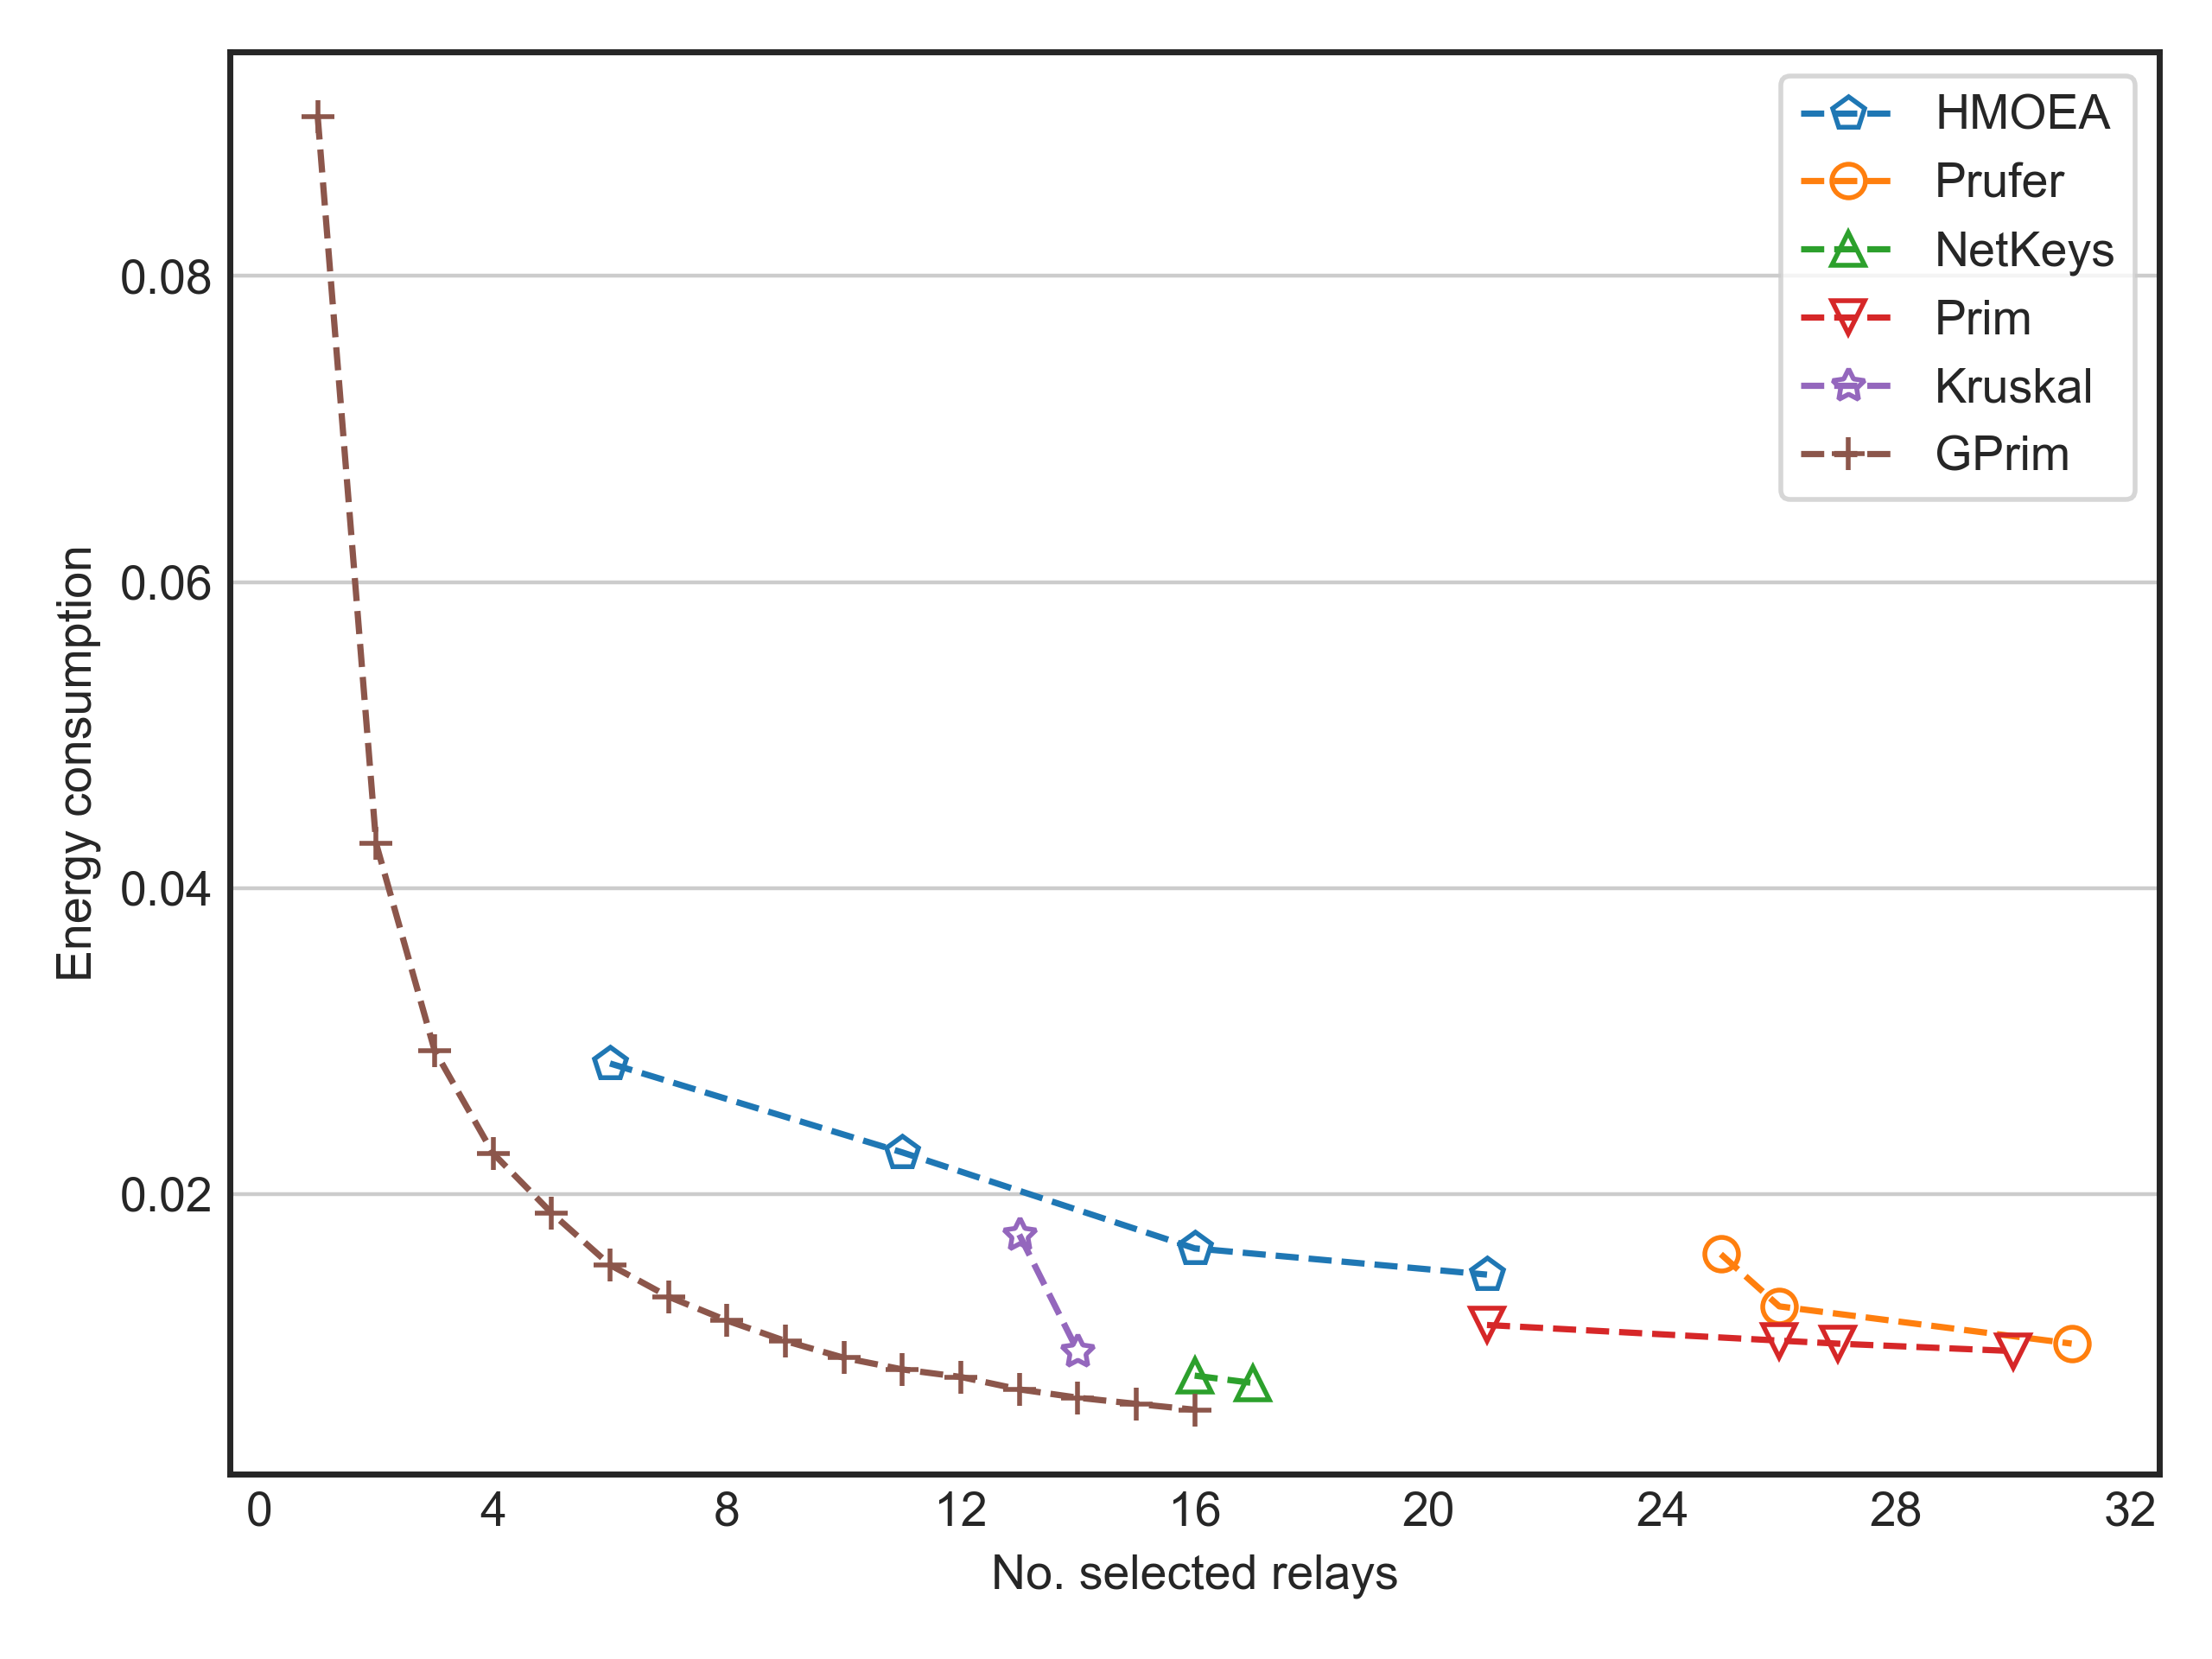 HMOEA
Prufer
NetKeys
Prim
Kruskal
GPrim
Energy consumption
0.08
0.06
0.04
0.02
0 4 8 12 16 20 24 28 32
No. selected relays